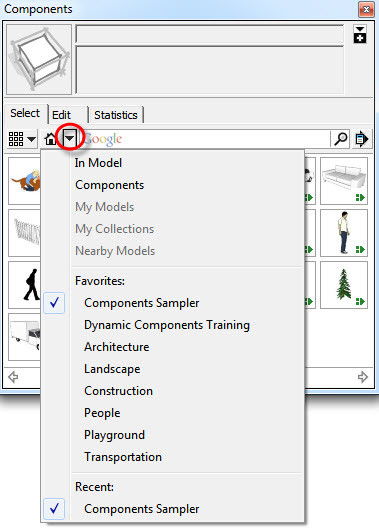 Components
Select Edit Statistics
Google
In Model
Components
My Models
My Collections
Nearby Models
Favorites:
Components Sampler
Dynamic Components Training
Architecture
Landscape
Construction
People
Playground
Transportation
Recent:
Components Sampler